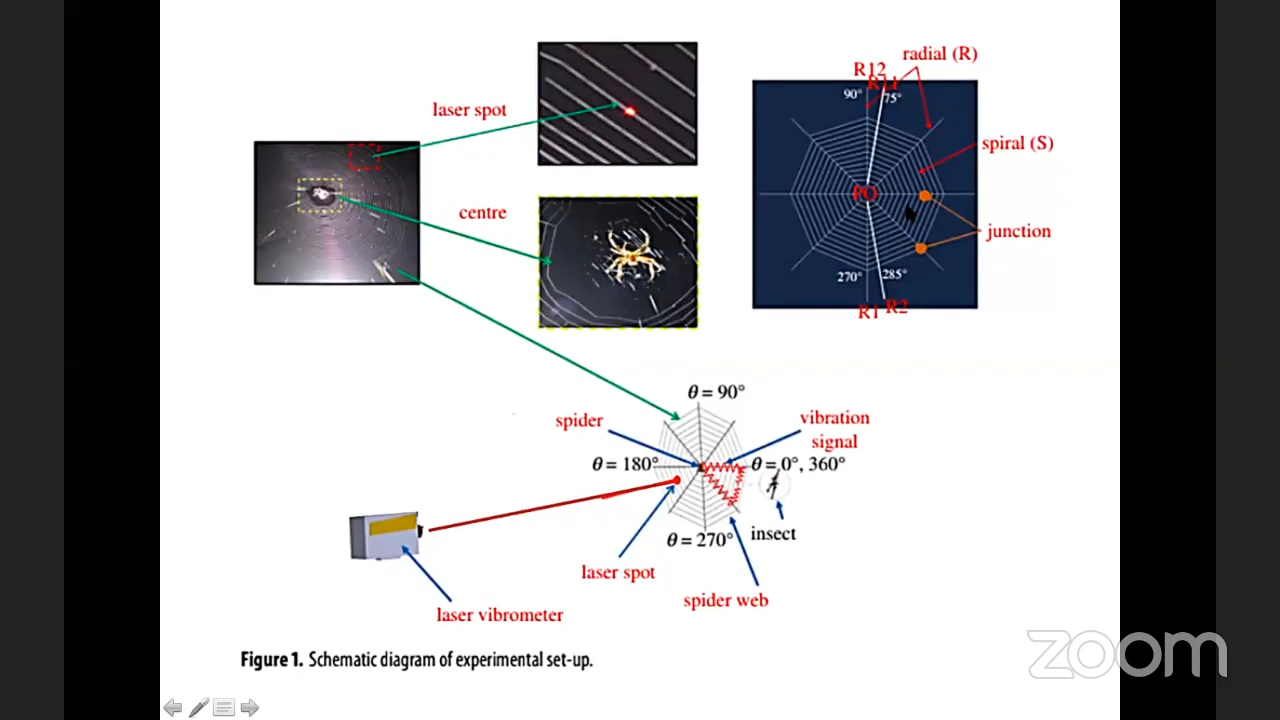 radial (R)
R12
R11
90°
75°
laser spot
spiral (S)
PO
centre
junction
270°
285°
R1
R2
θ = 90°
spider
vibration
signal
θ = 180°
θ = 0°, 360°
insect
θ = 270°
laser spot
spider web
laser vibrometer
Figure 1. Schematic diagram of experimental set-up.
zoom